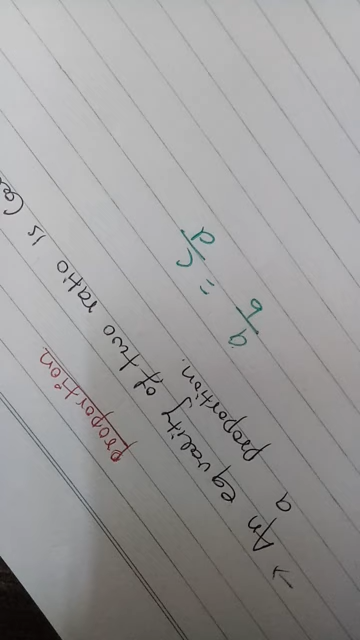 proportion
→ An equality of two ratio is
a proportion.
a/b = c/d